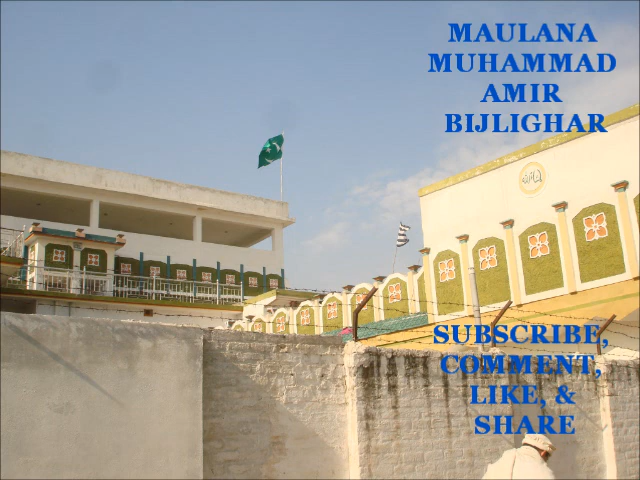 MAULANA
MUHAMMAD
AMIR
BIJLIGHAR
SUBSCRIBE,
COMMENT,
LIKE, &
SHARE